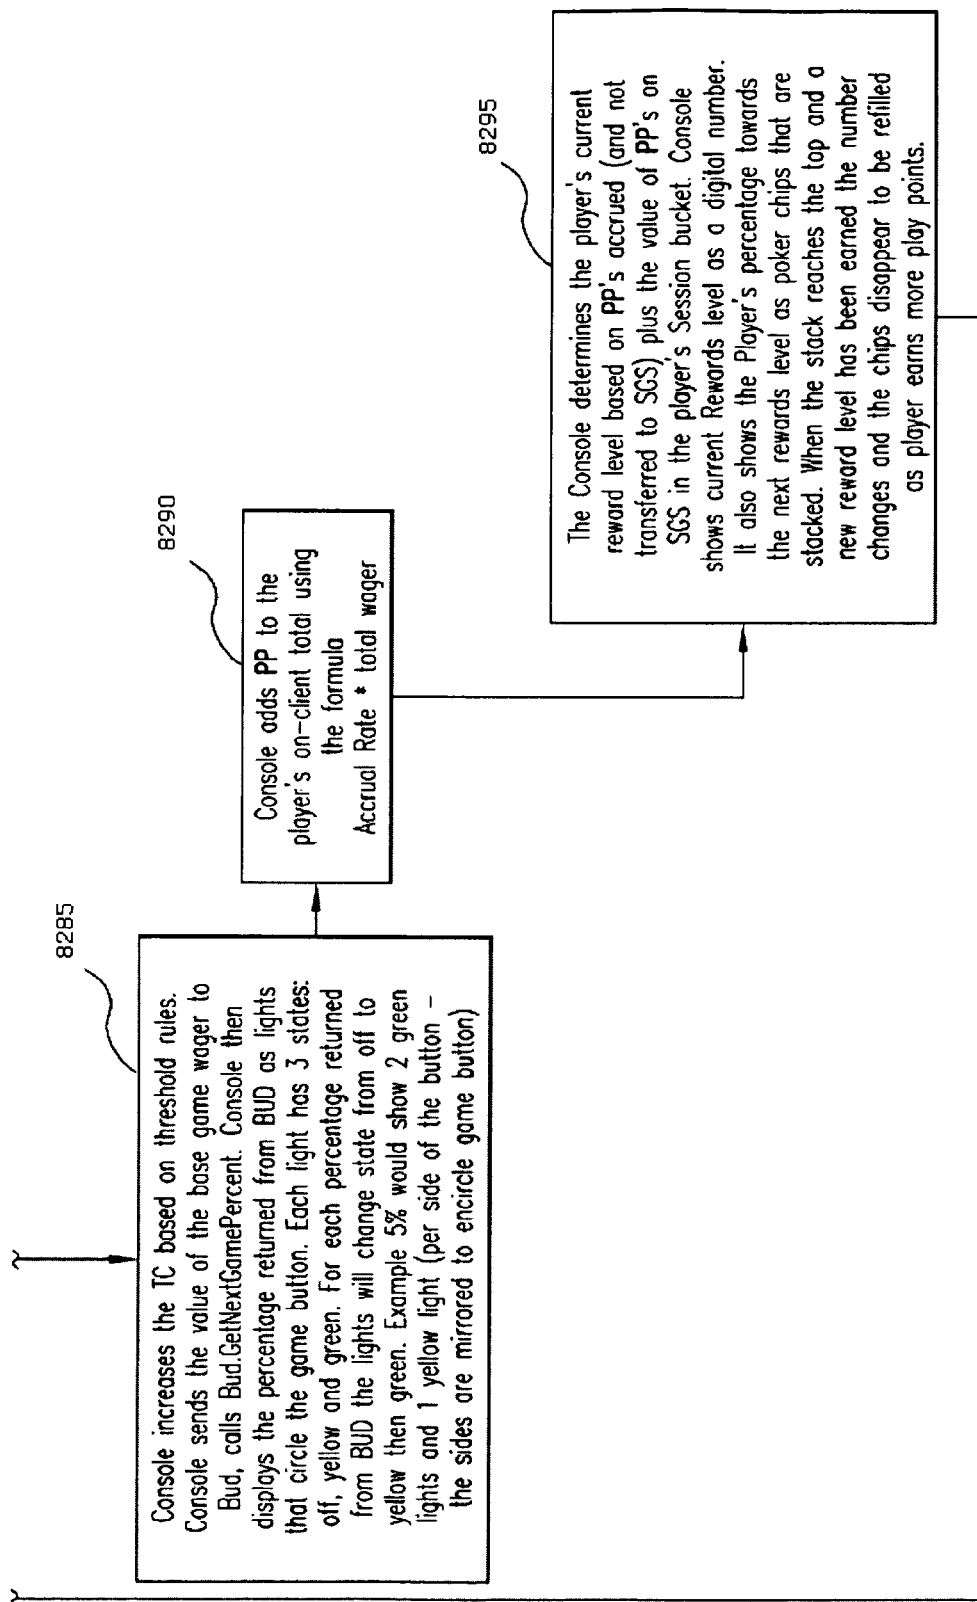 8285
Console increases the TC based on threshold rules.
Console sends the value of the base game wager to
Bud, calls Bud.GetNextGamePercent. Console then
displays the percentage returned from BUD as lights
that circle the game button. Each light has 3 states:
off, yellow and green. For each percentage returned
from BUD the lights will change state from off to
yellow then green. Example 5% would show 2 green
lights and 1 yellow light (per side of the button –
the sides are mirrored to encircle game button)
8290
Console adds PP to the
player's on-client total using
the formula
Accrual Rate * total wager
8295
The Console determines the player's current
reward level based on PP's accrued (and not
transferred to SGS) plus the value of PP's on
SGS in the player's Session bucket. Console
shows current Rewards level as a digital number.
It also shows the Player's percentage towards
the next rewards level as poker chips that are
stacked. When the stack reaches the top and a
new reward level has been earned the number
changes and the chips disappear to be refilled
as player earns more play points.